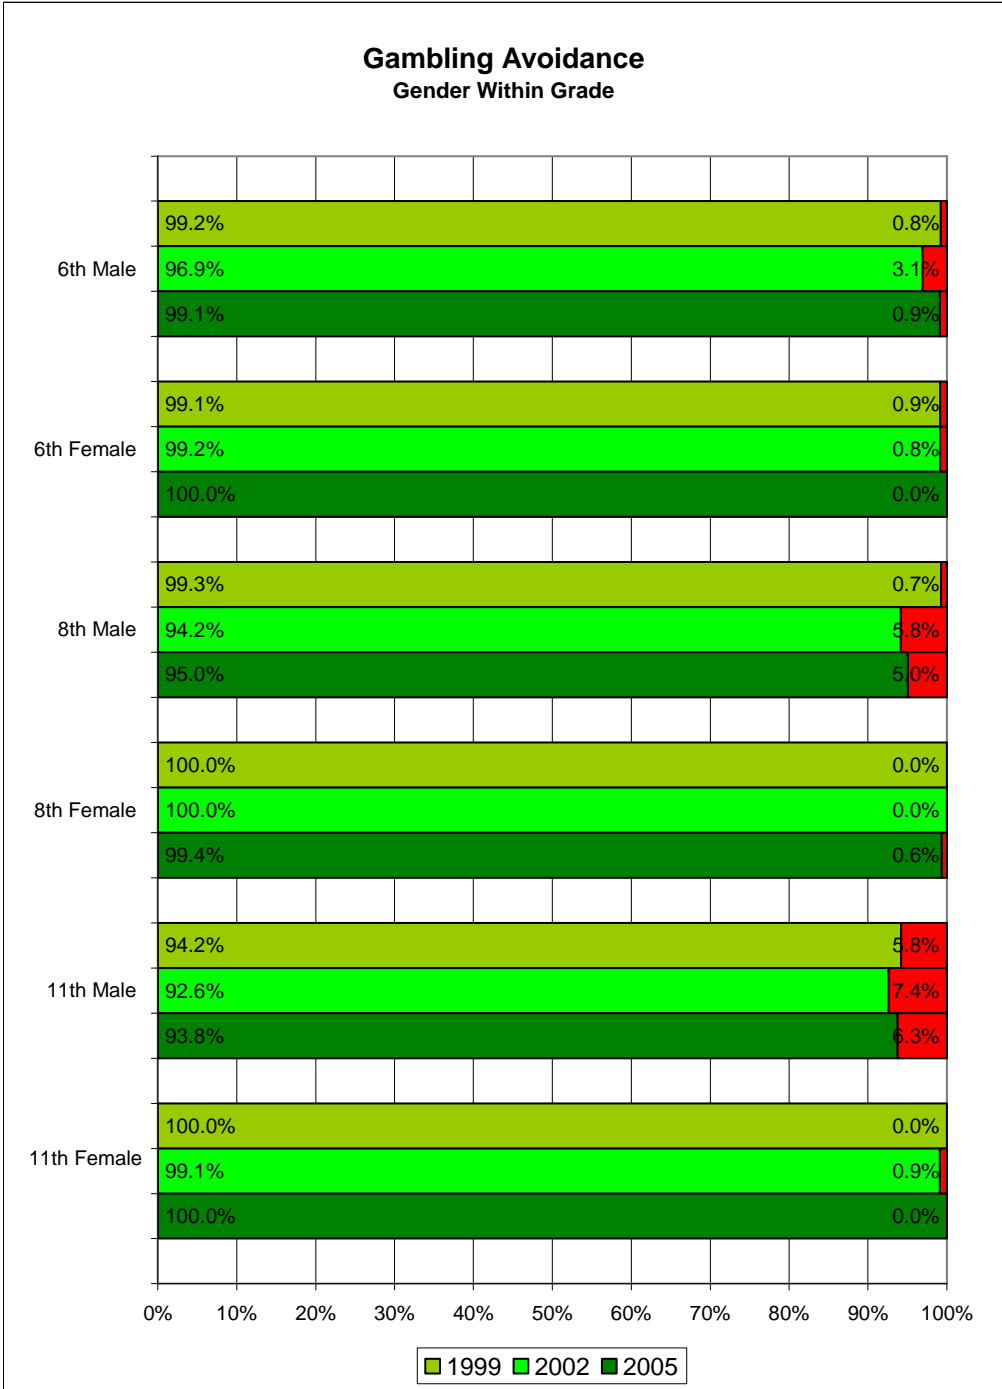 Gambling Avoidance
Gender Within Grade
99.2% 0.8%
6th Male 96.9% 3.1%
99.1% 0.9%
99.1% 0.9%
6th Female 99.2% 0.8%
100.0% 0.0%
99.3% 0.7%
8th Male 94.2% 5.8%
95.0% 5.0%
100.0% 0.0%
8th Female 100.0% 0.0%
99.4% 0.6%
94.2% 5.8%
11th Male 92.6% 7.4%
93.8% 6.3%
100.0% 0.0%
11th Female 99.1% 0.9%
100.0% 0.0%
0% 10% 20% 30% 40% 50% 60% 70% 80% 90% 100%
1999 2002 2005